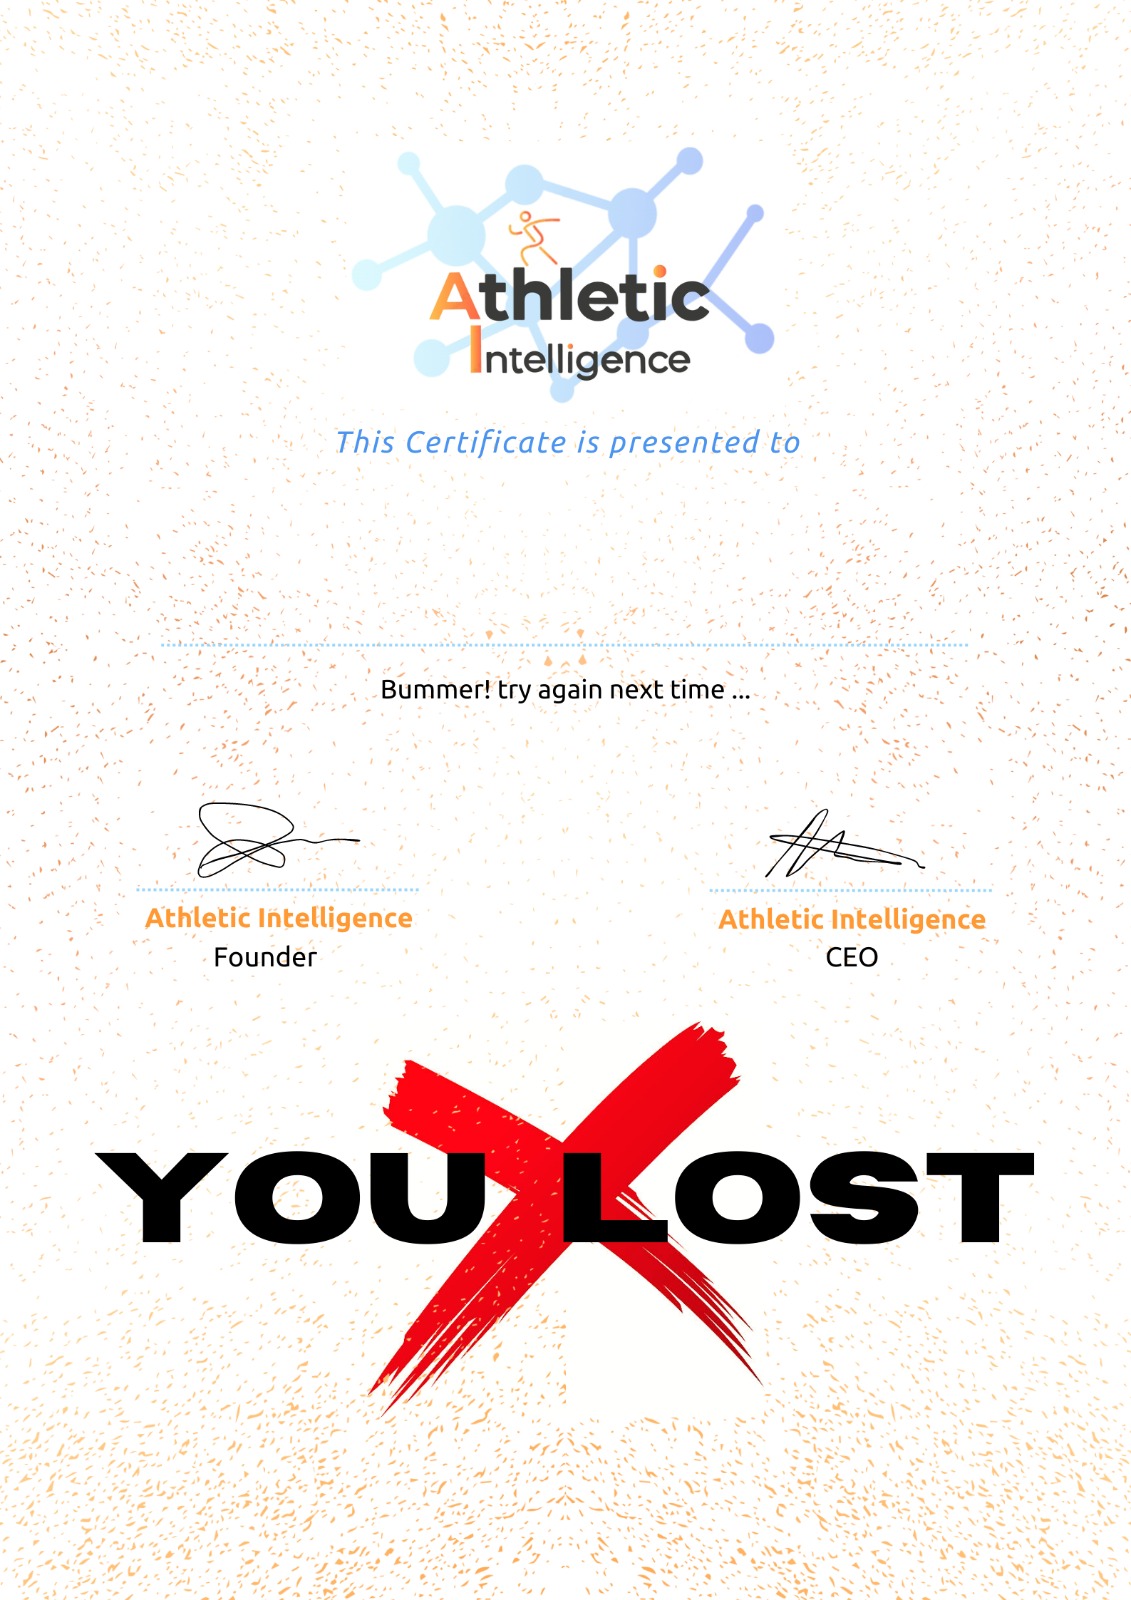 Athletic
Intelligence
This Certificate is presented to
Bummer! try again next time ...
Athletic Intelligence
Founder
Athletic Intelligence
CEO
YOU LOST